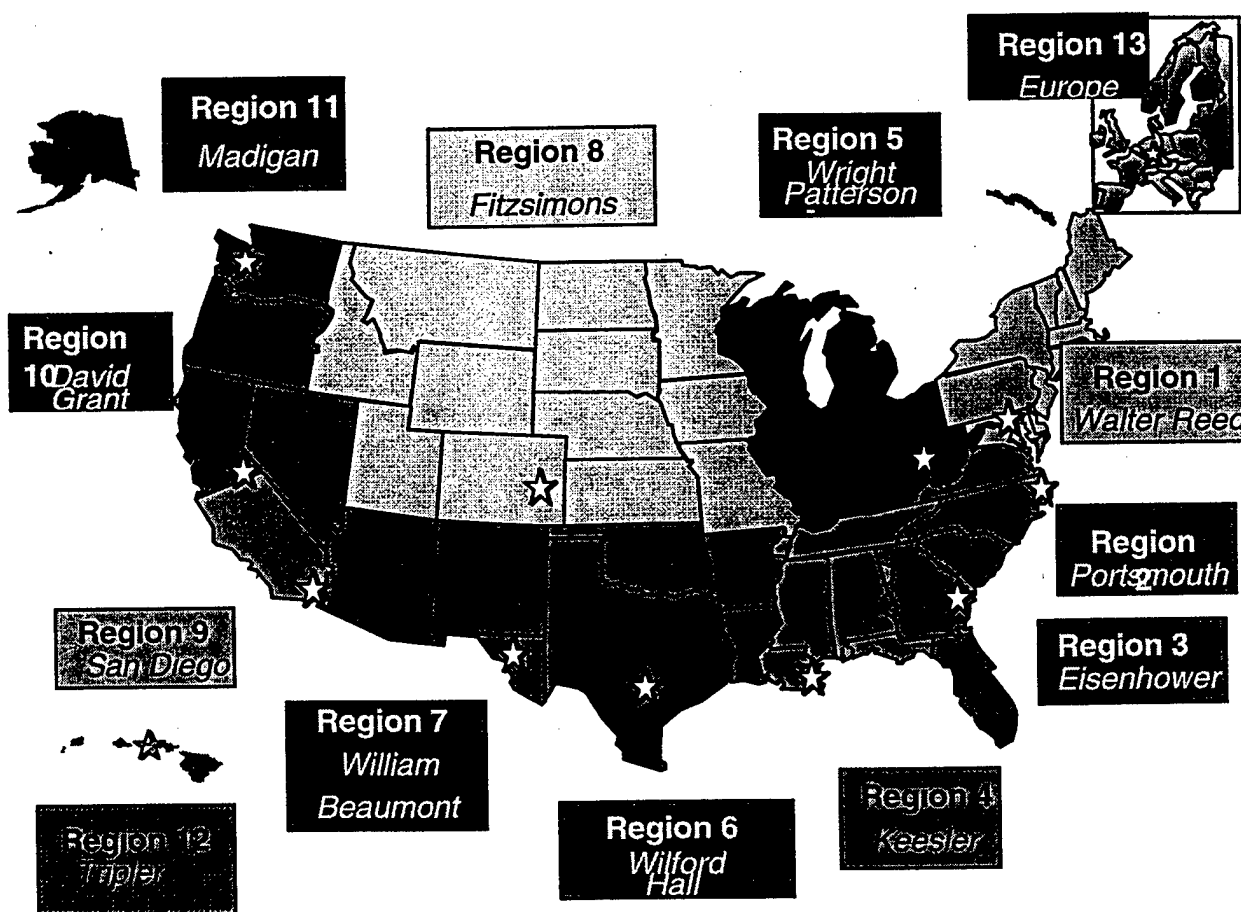 Region 13
Europe
Region 11
Madigan
Region 8
Fitzsimons
Region 5
Wright
Patterson
Region
10David
Grant
Region 1
Walter Reed
Region
Portsmouth
2
Region 3
Eisenhower
Region 9
San Diego
Region 7
William
Beaumont
Region 4
Keesler
Region 12
Tripler
Region 6
Wilford
Hall